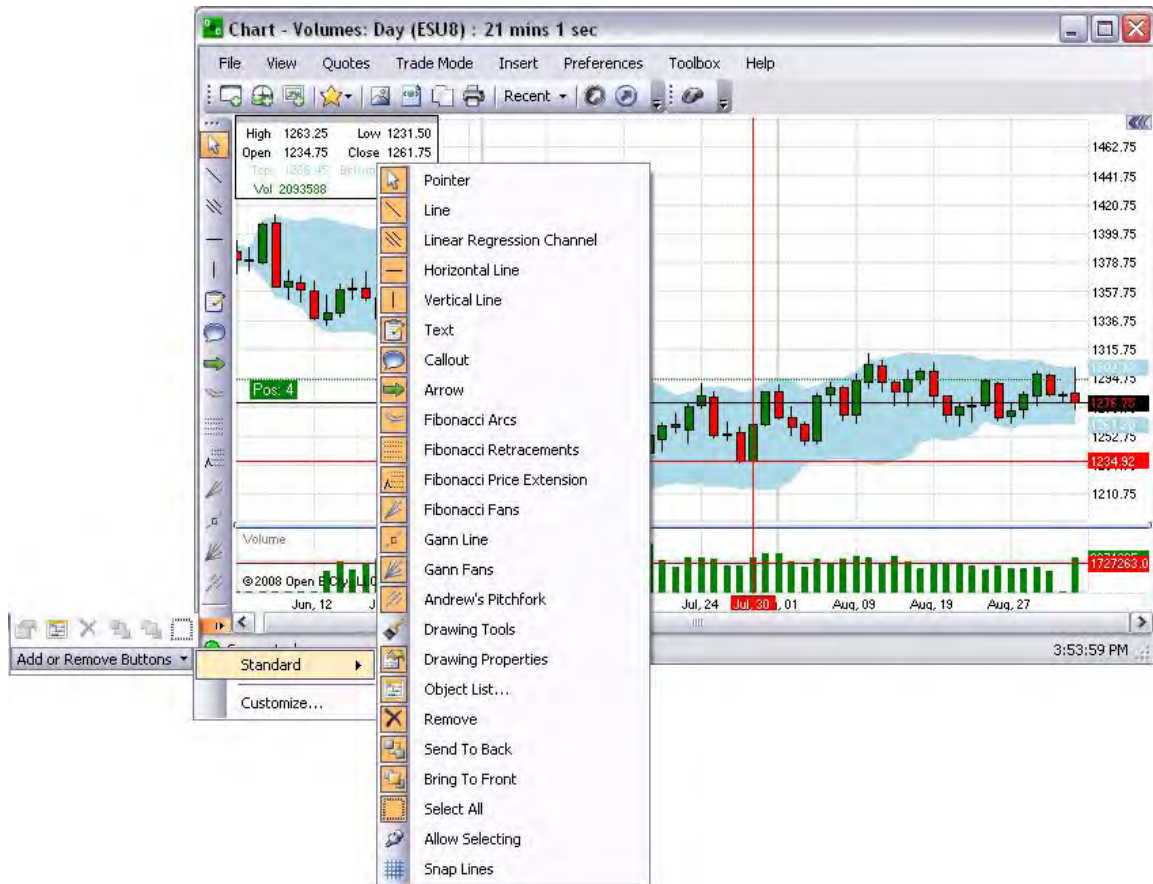 Chart - Volumes: Day (ESU8) : 21 mins 1 sec
File View Quotes Trade Mode Insert Preferences Toolbox Help
Recent
High 1263.25 Low 1231.50
Open 1234.75 Close 1261.75
Vol 2093588
Pos: 4
Volume
©2008 Open
Jun, 12
Jul, 24 Jul, 30 , 01 Aug, 09 Aug, 19 Aug, 27
1462.75
1441.75
1420.75
1399.75
1378.75
1357.75
1336.75
1315.75
1294.75
1276.75
1252.75
1234.92
1210.75
1727263.0
3:53:59 PM
Add or Remove Buttons
Standard
Customize...
Pointer
Line
Linear Regression Channel
Horizontal Line
Vertical Line
Text
Callout
Arrow
Fibonacci Arcs
Fibonacci Retracements
Fibonacci Price Extension
Fibonacci Fans
Gann Line
Gann Fans
Andrew's Pitchfork
Drawing Tools
Drawing Properties
Object List...
Remove
Send To Back
Bring To Front
Select All
Allow Selecting
Snap Lines